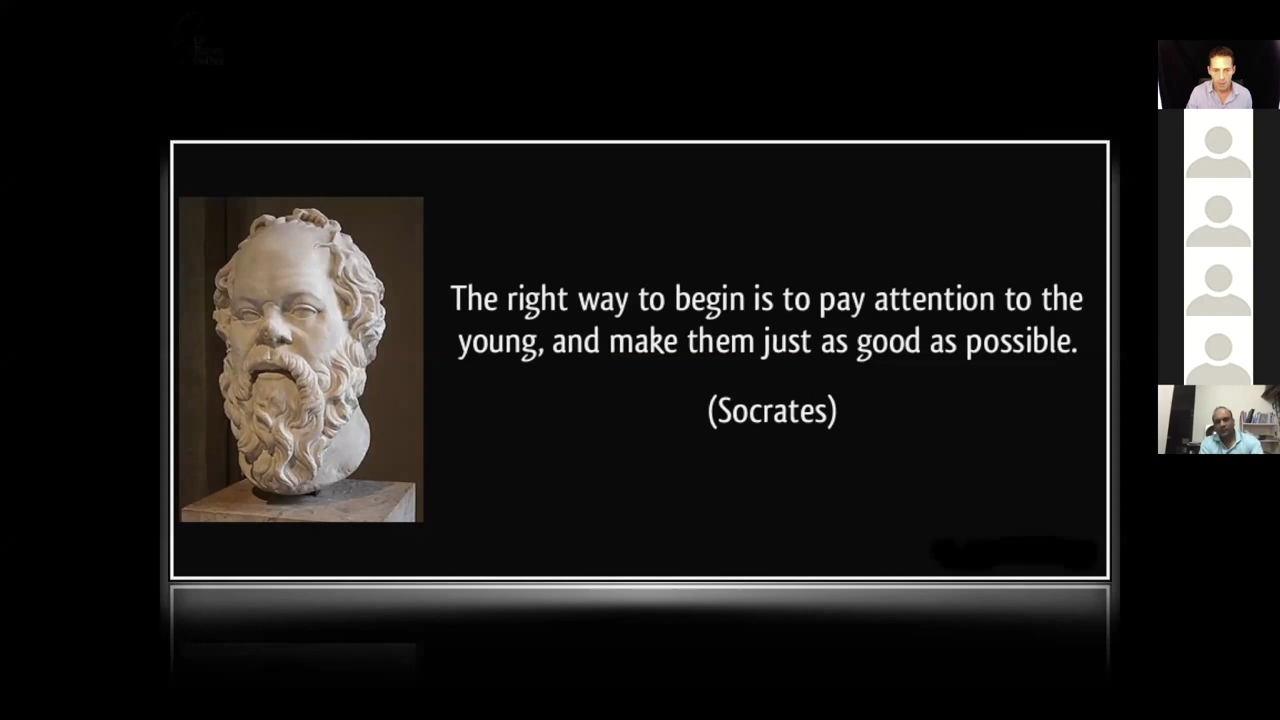 The right way to begin is to pay attention to the
young, and make them just as good as possible.
(Socrates)